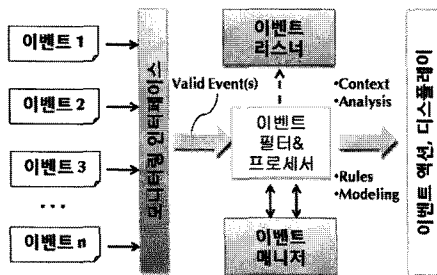 이벤트 1
이벤트 2
이벤트 3
...
이벤트 n
모니터링 인터페이스
Valid Event(s)
이벤트
리스너
이벤트
필터&
프로세서
이벤트
매니저
•Context
•Analysis
•Rules
•Modeling
이벤트 액션, 디스플레이